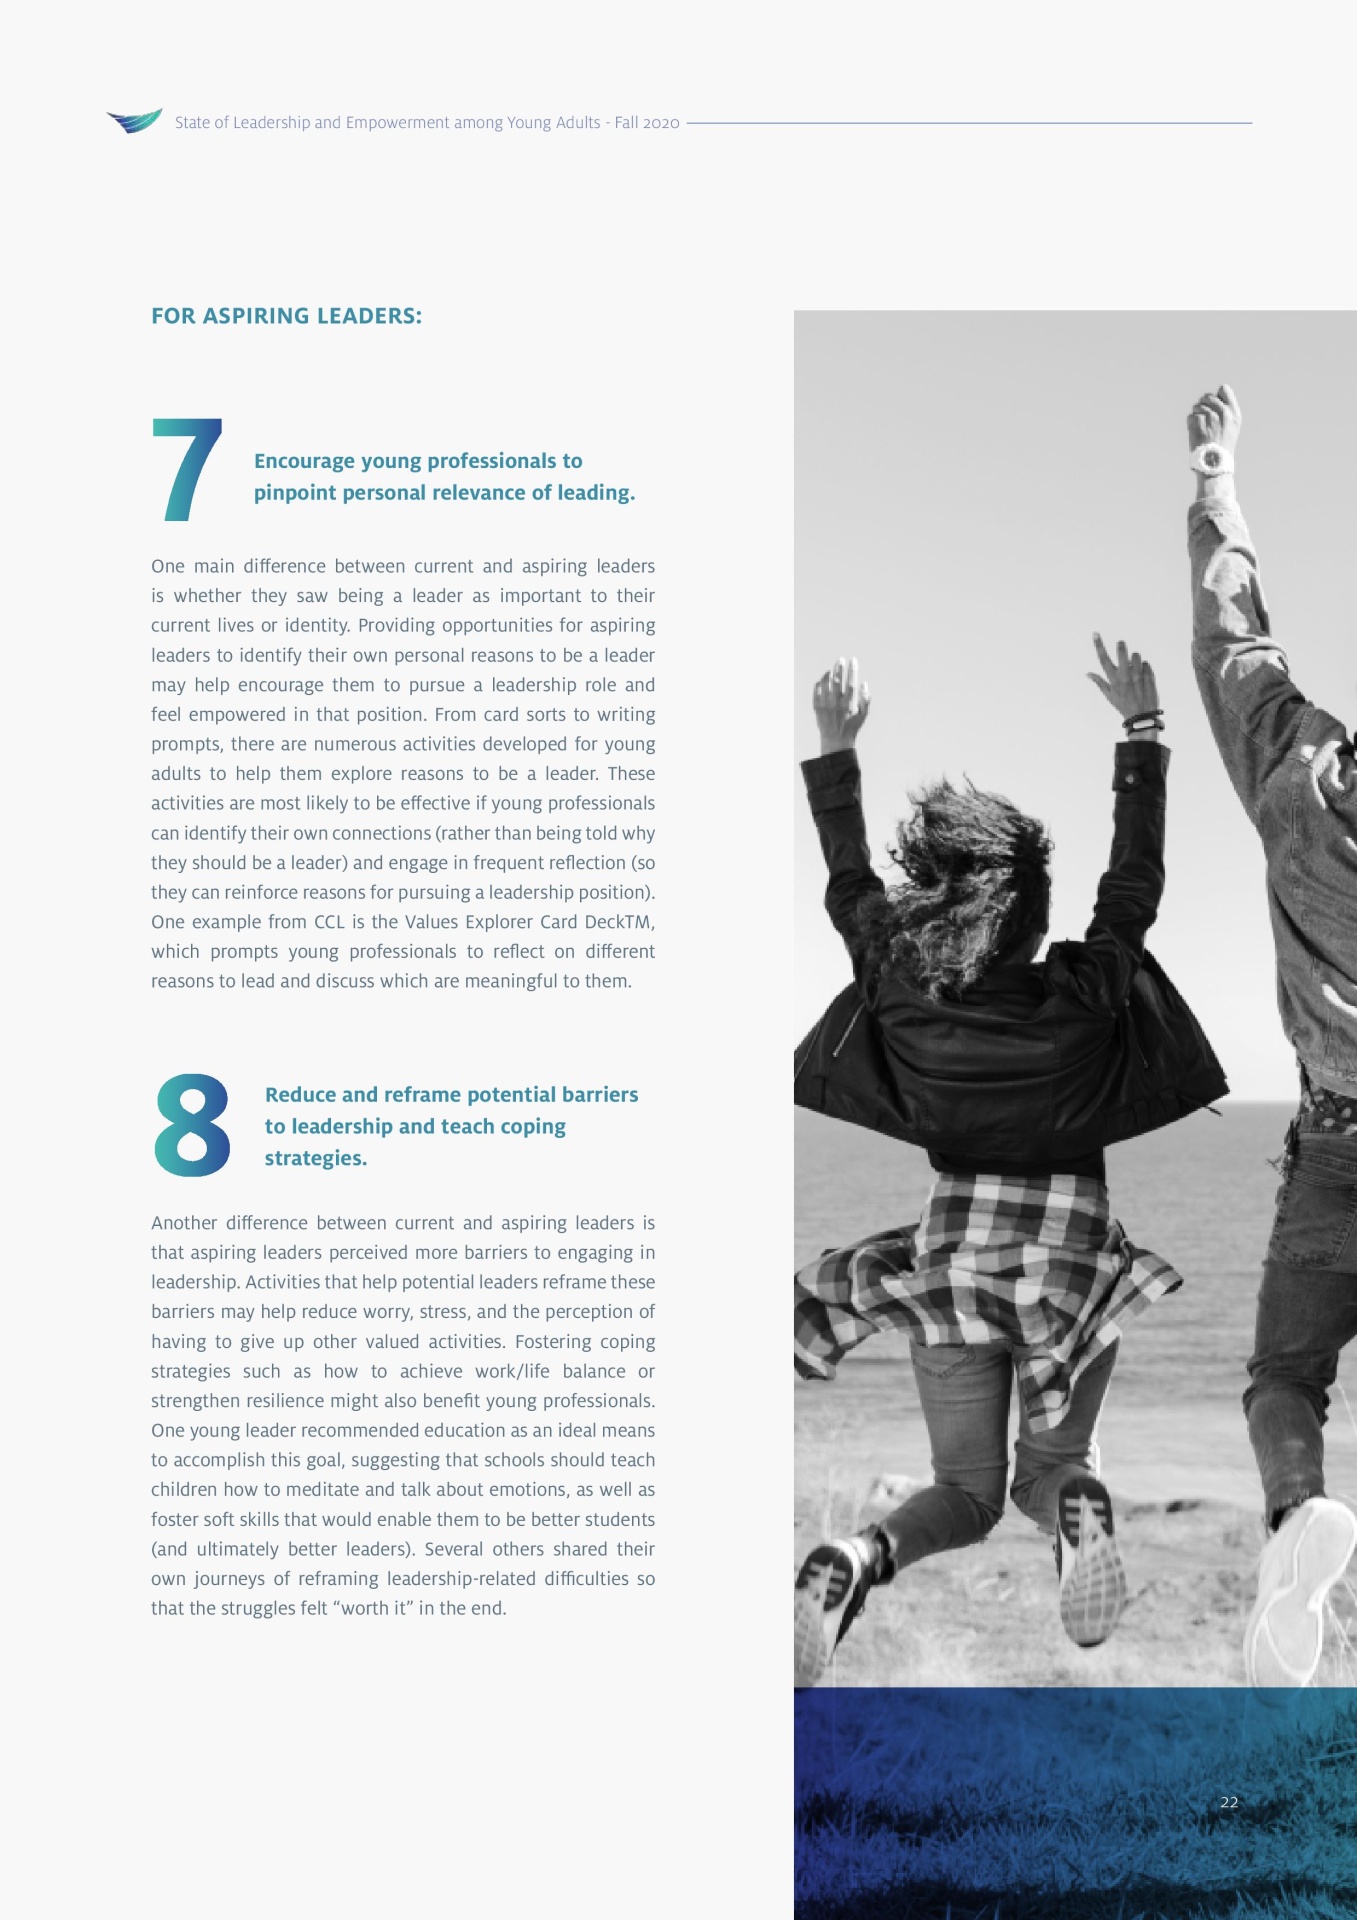 State of Leadership and Empowerment among Young Adults - Fall 2020
FOR ASPIRING LEADERS:
7
Encourage young professionals to
pinpoint personal relevance of leading.
One main difference between current and aspiring leaders
is whether they saw being a leader as important to their
current lives or identity. Providing opportunities for aspiring
leaders to identify their own personal reasons to be a leader
may help encourage them to pursue a leadership role and
feel empowered in that position. From card sorts to writing
prompts, there are numerous activities developed for young
adults to help them explore reasons to be a leader. These
activities are most likely to be effective if young professionals
can identify their own connections (rather than being told why
they should be a leader) and engage in frequent reflection (so
they can reinforce reasons for pursuing a leadership position).
One example from CCL is the Values Explorer Card DeckTM,
which prompts young professionals to reflect on different
reasons to lead and discuss which are meaningful to them.
8
Reduce and reframe potential barriers
to leadership and teach coping
strategies.
Another difference between current and aspiring leaders is
that aspiring leaders perceived more barriers to engaging in
leadership. Activities that help potential leaders reframe these
barriers may help reduce worry, stress, and the perception of
having to give up other valued activities. Fostering coping
strategies such as how to achieve work/life balance or
strengthen resilience might also benefit young professionals.
One young leader recommended education as an ideal means
to accomplish this goal, suggesting that schools should teach
children how to meditate and talk about emotions, as well as
foster soft skills that would enable them to be better students
(and ultimately better leaders). Several others shared their
own journeys of reframing leadership-related difficulties so
that the struggles felt “worth it” in the end.
22